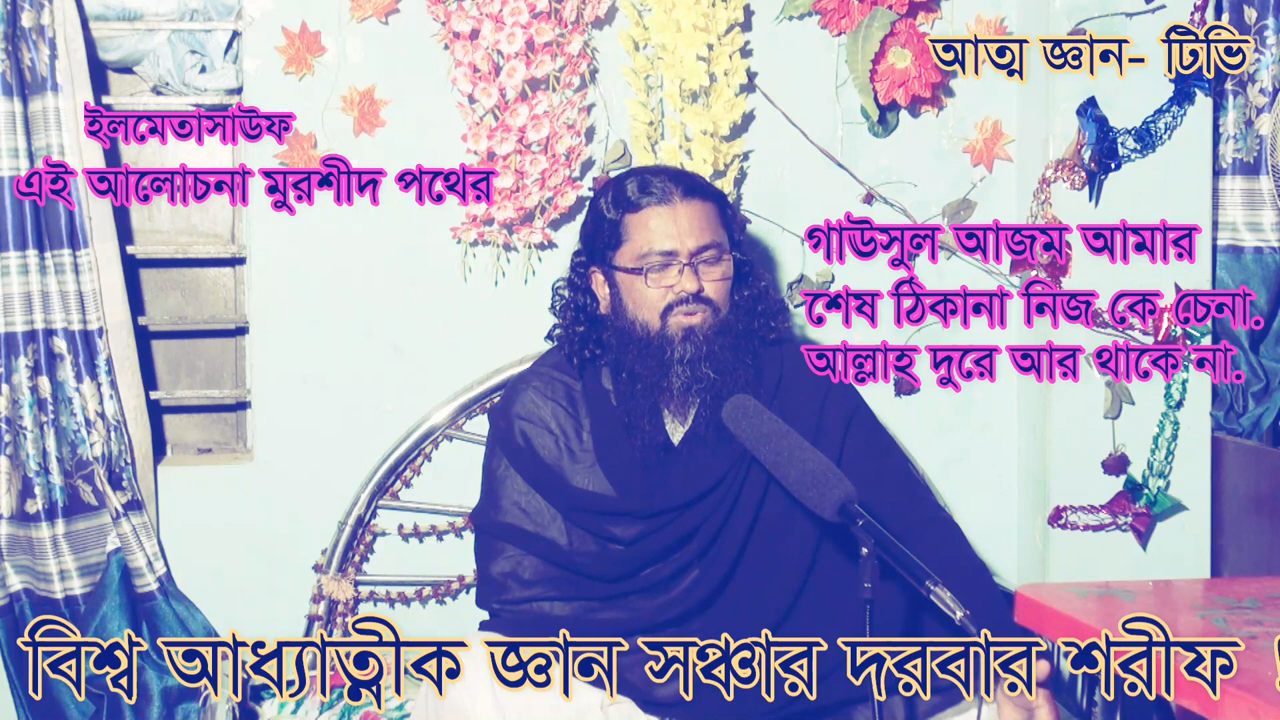 আত্ম জ্ঞান- টিভি
ইলমেতাসাউফ
এই আলোচনা মুরশীদ পথের
গাউসুল আজম আমার
শেষ ঠিকানা নিজ কে চেনা.
আল্লাহ দুরে আর থাকে না.
বিশ্ব আধ্যাত্নীক জ্ঞান সঞ্চার দরবার শরীফ